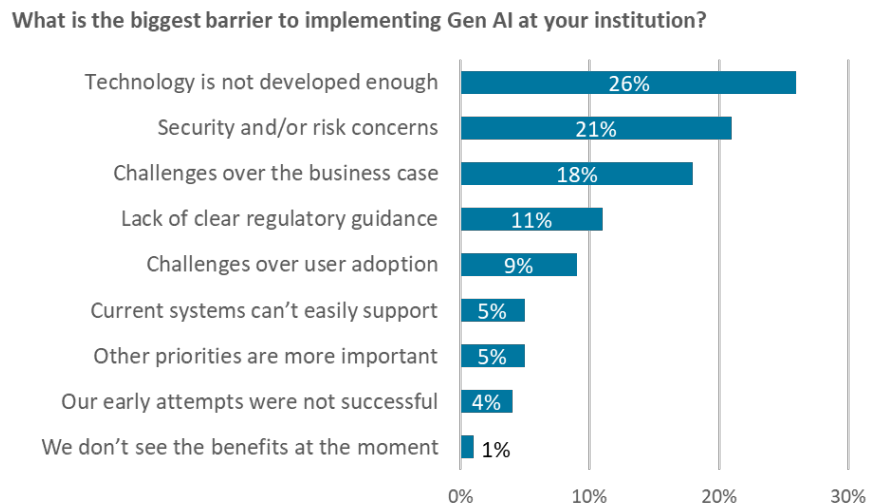 What is the biggest barrier to implementing Gen AI at your institution?
Technology is not developed enough 26%
Security and/or risk concerns 21%
Challenges over the business case 18%
Lack of clear regulatory guidance 11%
Challenges over user adoption 9%
Current systems can’t easily support 5%
Other priorities are more important 5%
Our early attempts were not successful 4%
We don’t see the benefits at the moment 1%
0% 10% 20% 30%